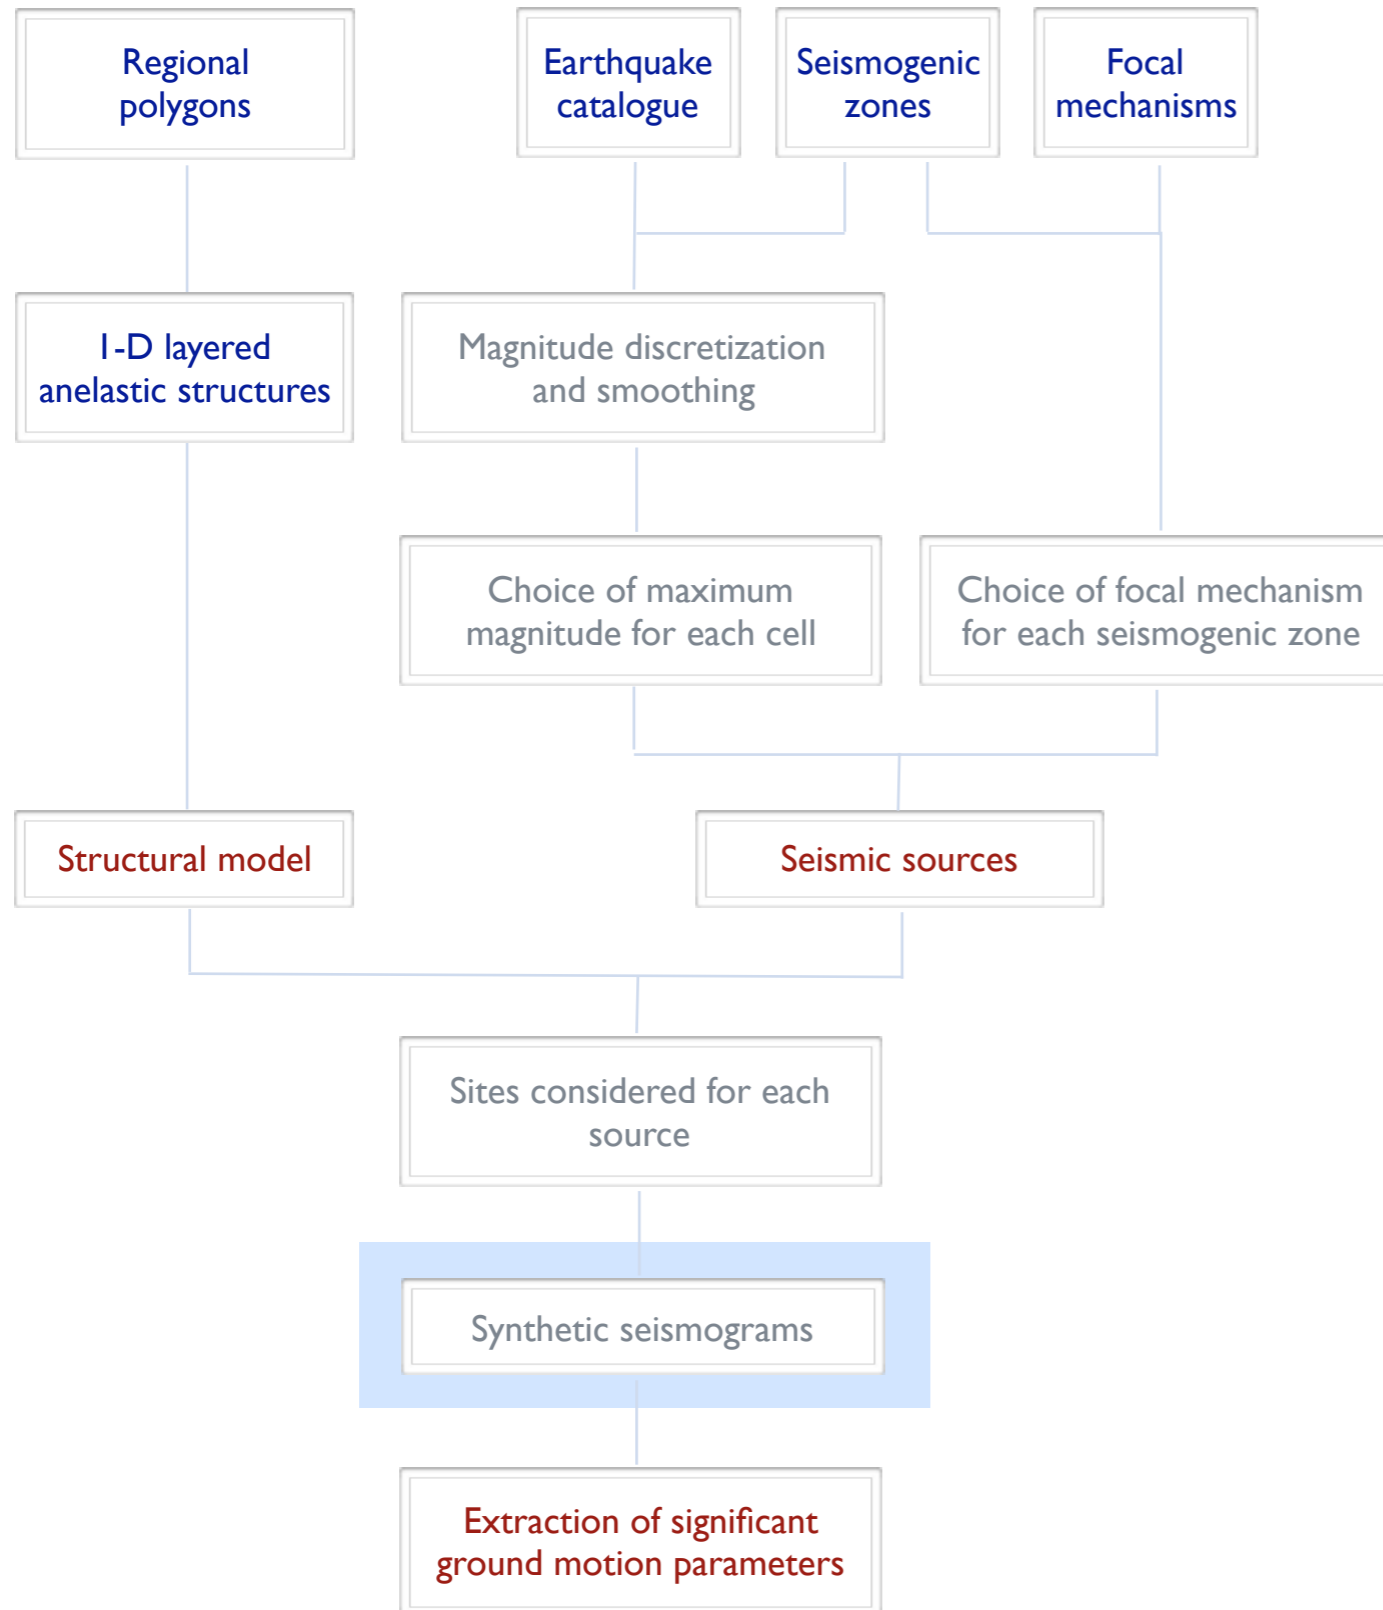 Regional
polygons
Earthquake
catalogue
Seismogenic
zones
Focal
mechanisms
1-D layered
anelastic structures
Magnitude discretization
and smoothing
Choice of maximum
magnitude for each cell
Choice of focal mechanism
for each seismogenic zone
Structural model
Seismic sources
Sites considered for each
source
Synthetic seismograms
Extraction of significant
ground motion parameters